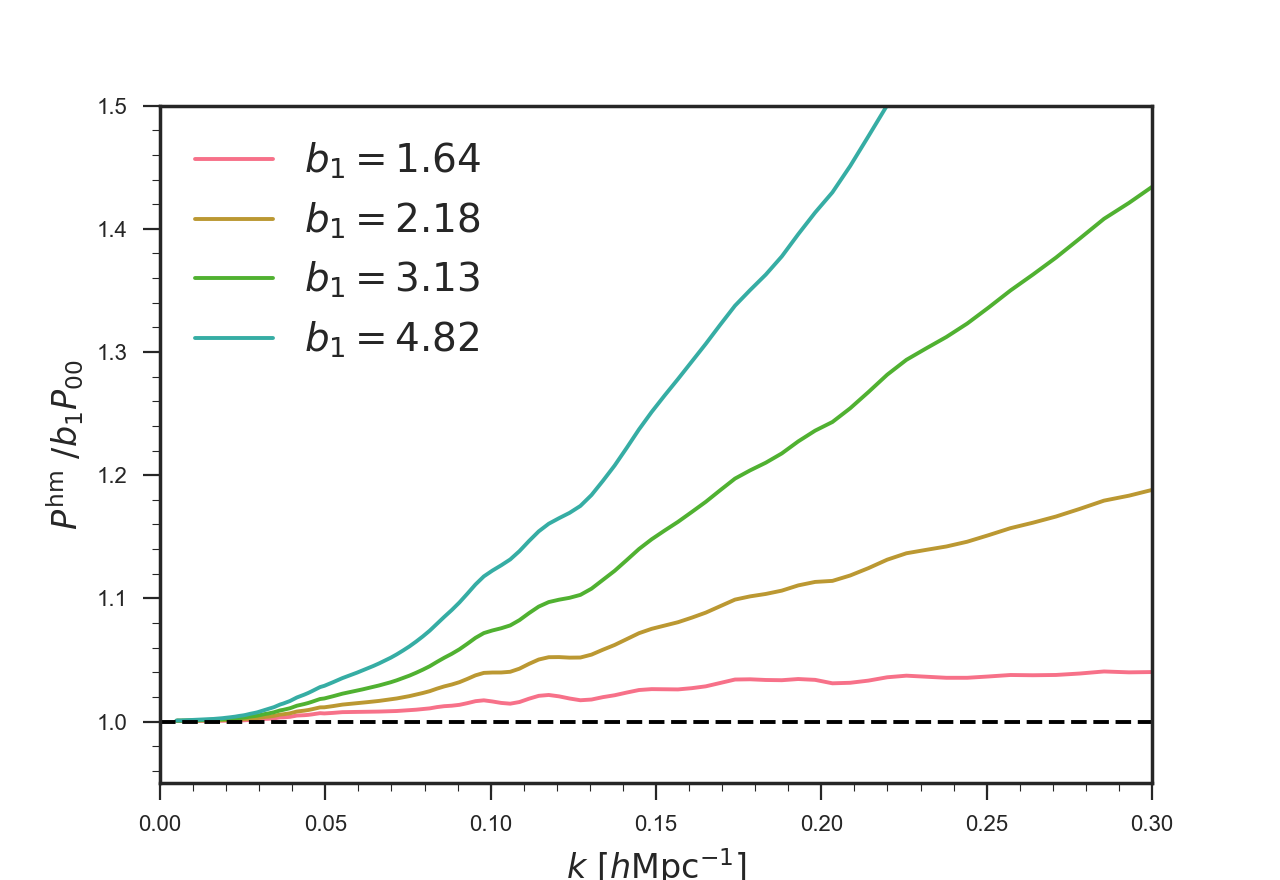 1.5
1.4
1.3
1.2
1.1
1.0
P^hm /b₁P₀₀
b₁ = 1.64
b₁ = 2.18
b₁ = 3.13
b₁ = 4.82
0.00 0.05 0.10 0.15 0.20 0.25 0.30
k [hMpc⁻¹]